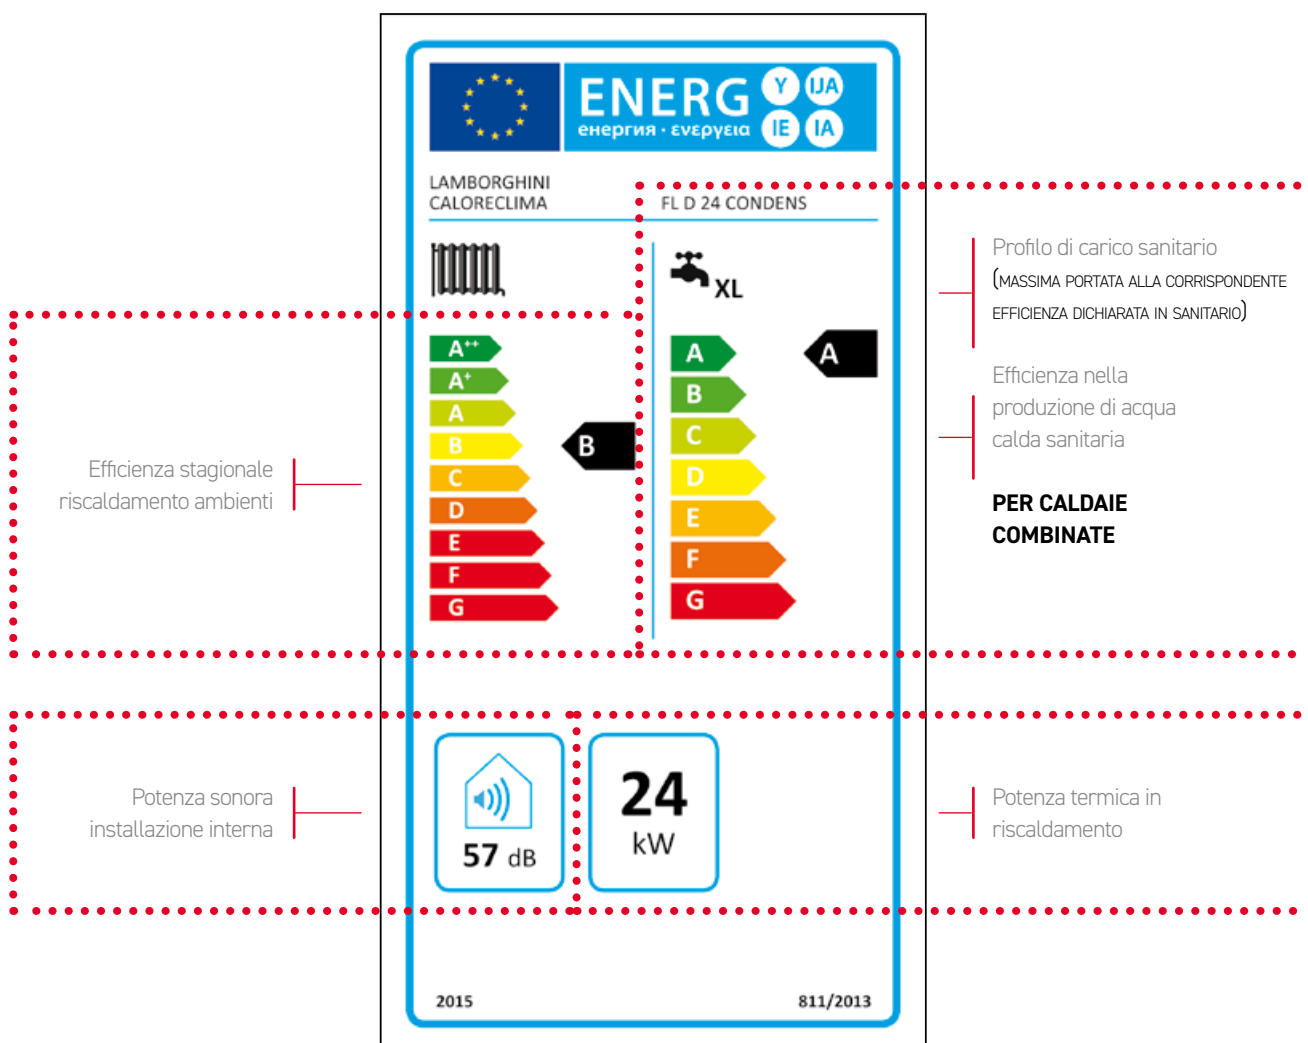 ENERG
Y
IJA
IE
IA
енергия · ενεργεια
LAMBORGHINI
CALORECLIMA
FL D 24 CONDENS
XL
A++
A+
A
B
C
D
E
F
G
B
A
B
C
D
E
F
G
A
Profilo di carico sanitario
(MASSIMA PORTATA ALLA CORRISPONDENTE
EFFICIENZA DICHIARATA IN SANITARIO)
Efficienza nella
produzione di acqua
calda sanitaria
PER CALDAIE
COMBINATE
Efficienza stagionale
riscaldamento ambienti
Potenza sonora
installazione interna
57 dB
24
kW
Potenza termica in
riscaldamento
2015
811/2013